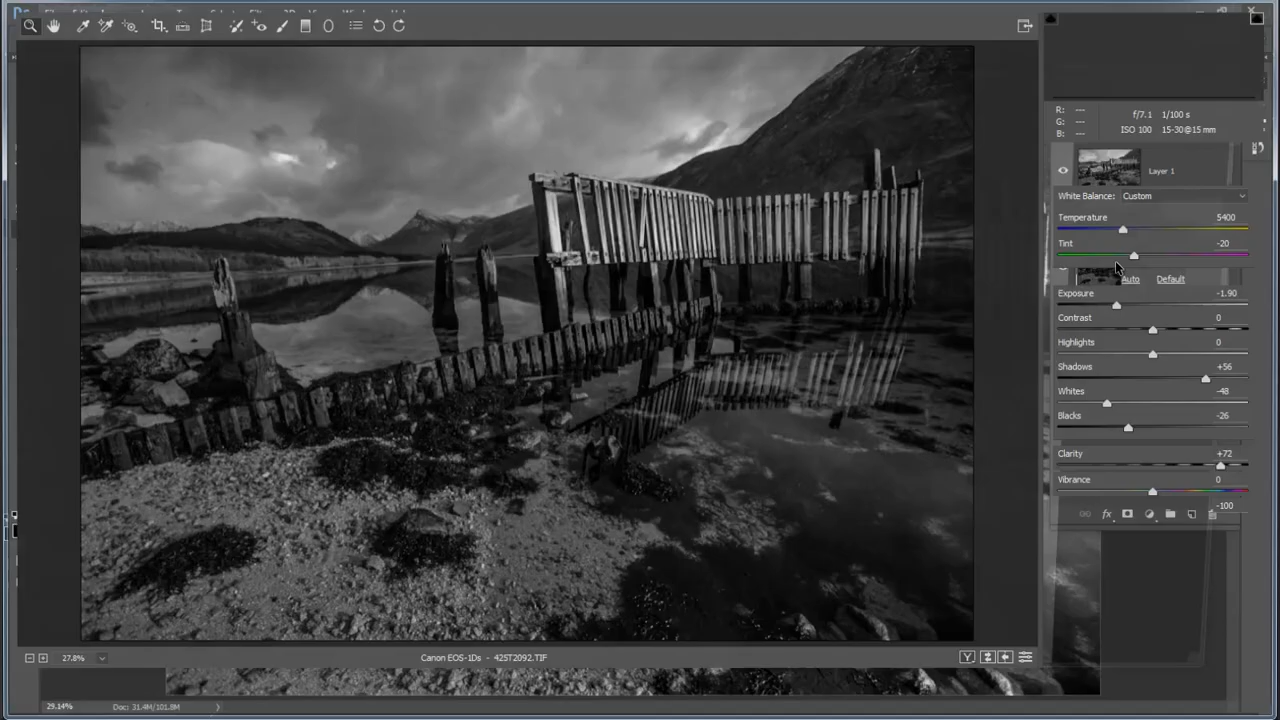 R: ---
G: ---
B: ---
f/7.1 1/100 s
ISO 100 15-30@15 mm
Layer 1
White Balance: Custom
Temperature 5400
Tint -20
Auto Default
Exposure -1.90
Contrast 0
Highlights 0
Shadows +56
Whites -48
Blacks -26
Clarity +72
Vibrance 0
-100
fx
27.8%
Canon EOS-1Ds - 425T2092.TIF
Y
29.14% Doc: 31.4M/101.8M